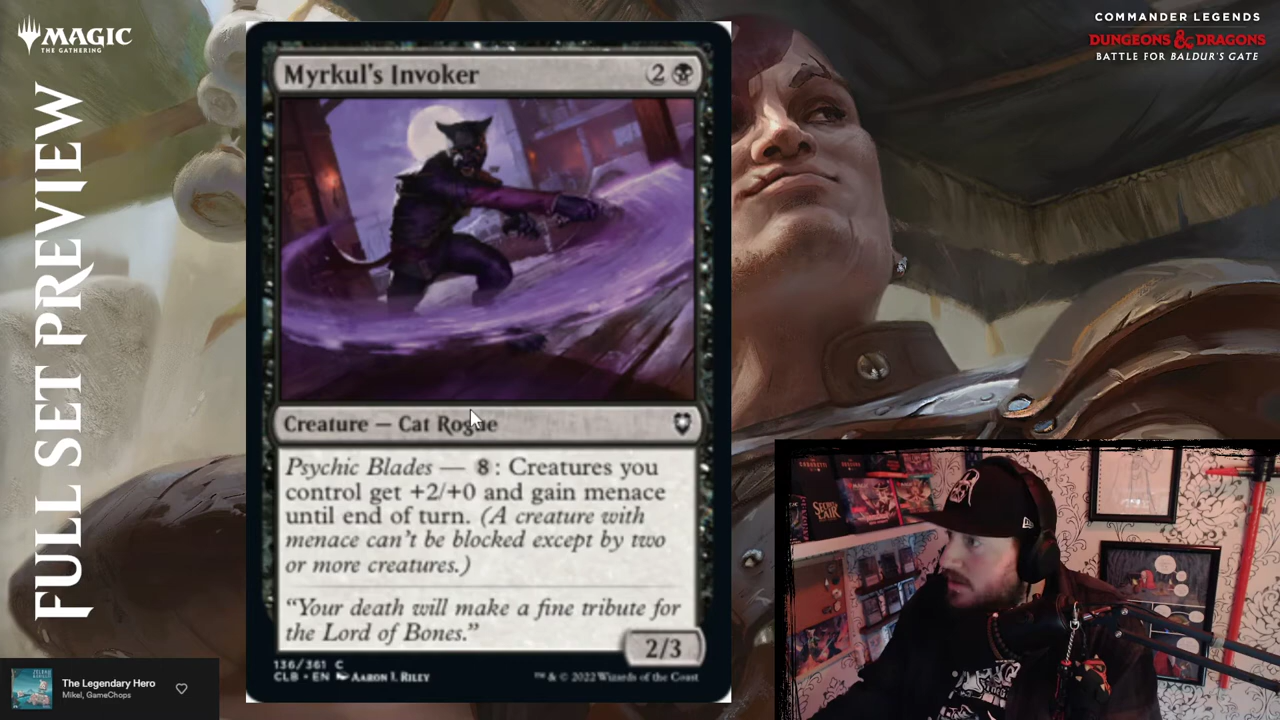 MAGIC
THE GATHERING
FULL SET PREVIEW
Myrkul's Invoker 2
Creature — Cat Rogue
Psychic Blades — 8: Creatures you
control get +2/+0 and gain menace
until end of turn. (A creature with
menace can't be blocked except by two
or more creatures.)
"Your death will make a fine tribute for
the Lord of Bones."
2/3
136/361 C
CLB • EN AARON J. RILEY
™ & © 2022 Wizards of the Coast
COMMANDER LEGENDS
DUNGEONS & DRAGONS
BATTLE FOR BALDUR'S GATE
SECRET
LAIR
The Legendary Hero
Mikel, GameChops